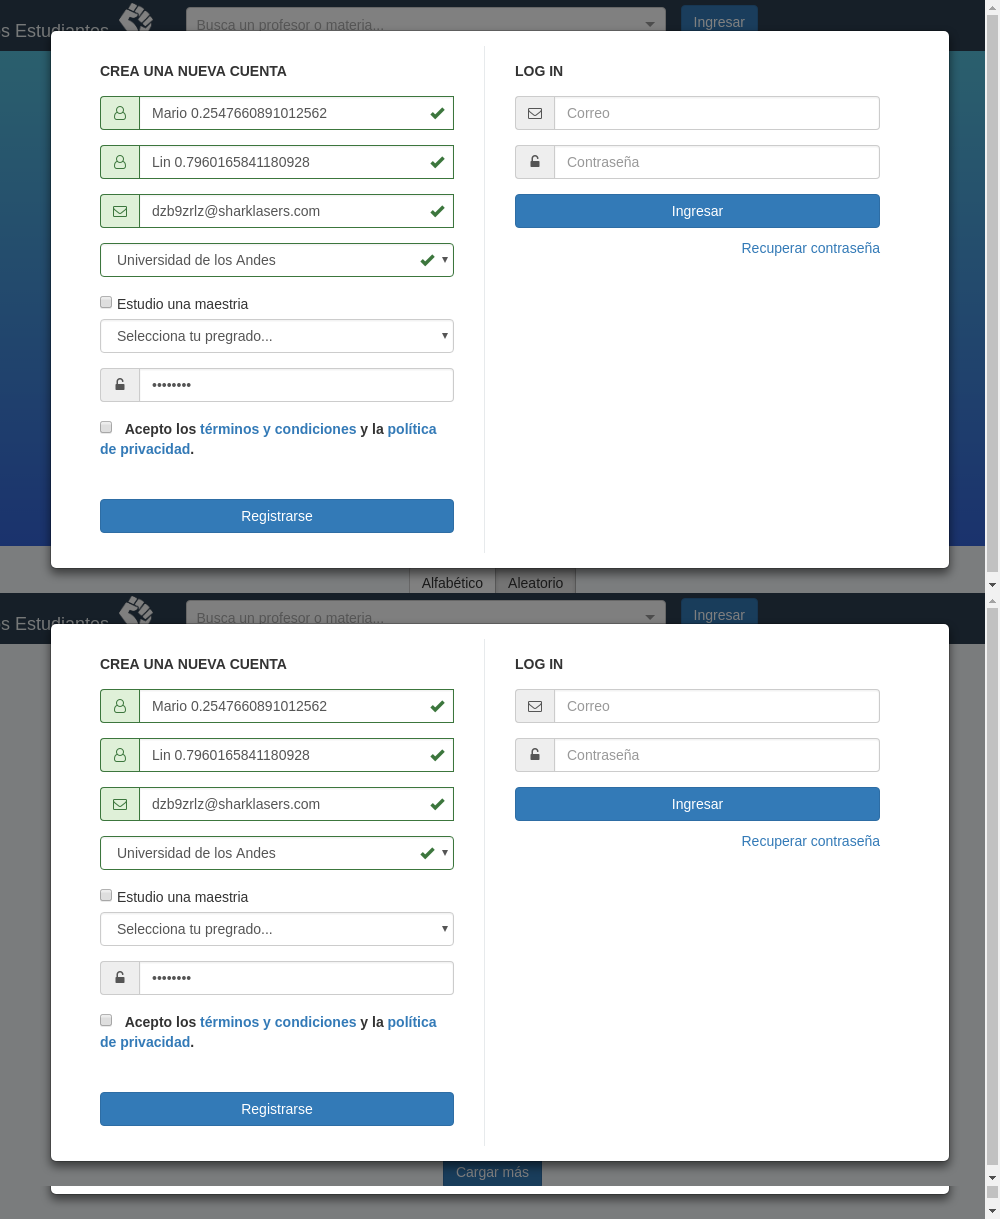 os Estudiantes
Busca un profesor o materia...
Ingresar
CREA UNA NUEVA CUENTA
LOG IN
Mario 0.2547660891012562
Correo
Lin 0.7960165841180928
Contraseña
dzb9zrlz@sharklasers.com
Ingresar
Universidad de los Andes
Recuperar contraseña
Estudio una maestria
Selecciona tu pregrado...
••••••••
Acepto los términos y condiciones y la política
de privacidad.
Registrarse
Alfabético
Aleatorio
os Estudiantes
Busca un profesor o materia...
Ingresar
CREA UNA NUEVA CUENTA
LOG IN
Mario 0.2547660891012562
Correo
Lin 0.7960165841180928
Contraseña
dzb9zrlz@sharklasers.com
Ingresar
Universidad de los Andes
Recuperar contraseña
Estudio una maestria
Selecciona tu pregrado...
••••••••
Acepto los términos y condiciones y la política
de privacidad.
Registrarse
Cargar más